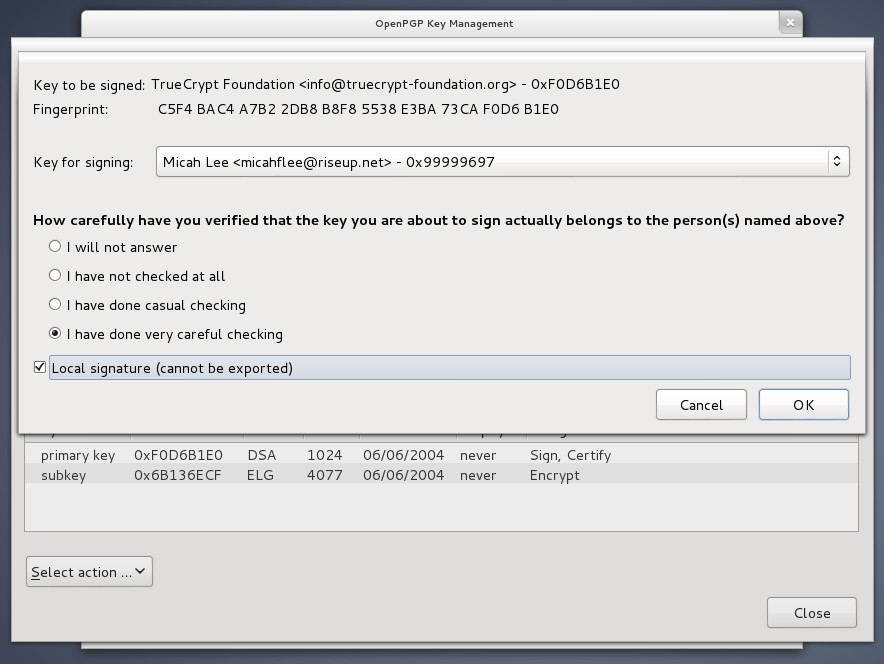 OpenPGP Key Management
Key to be signed: TrueCrypt Foundation <info@truecrypt-foundation.org> - 0xF0D6B1E0
Fingerprint: C5F4 BAC4 A7B2 2DB8 B8F8 5538 E3BA 73CA F0D6 B1E0
Key for signing: Micah Lee <micahflee@riseup.net> - 0x99999697
How carefully have you verified that the key you are about to sign actually belongs to the person(s) named above?
I will not answer
I have not checked at all
I have done casual checking
I have done very careful checking
Local signature (cannot be exported)
Cancel OK
primary key 0xF0D6B1E0 DSA 1024 06/06/2004 never Sign, Certify
subkey 0x6B136ECF ELG 4077 06/06/2004 never Encrypt
Select action ...
Close